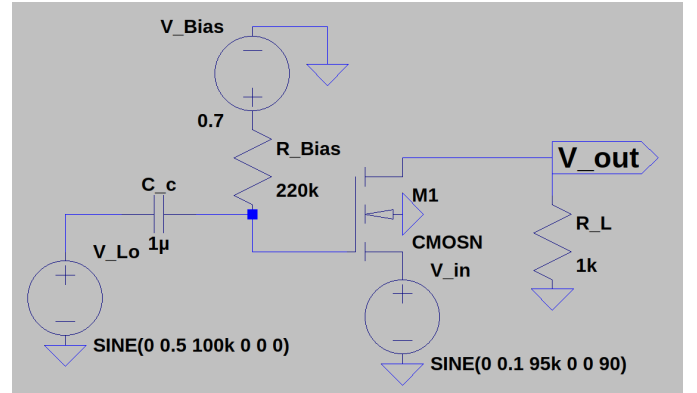 V_Bias
0.7
R_Bias
220k
V_out
C_c
1µ
M1
CMOSN
R_L
1k
V_Lo
V_in
SINE(0 0.5 100k 0 0 0)
SINE(0 0.1 95k 0 0 90)